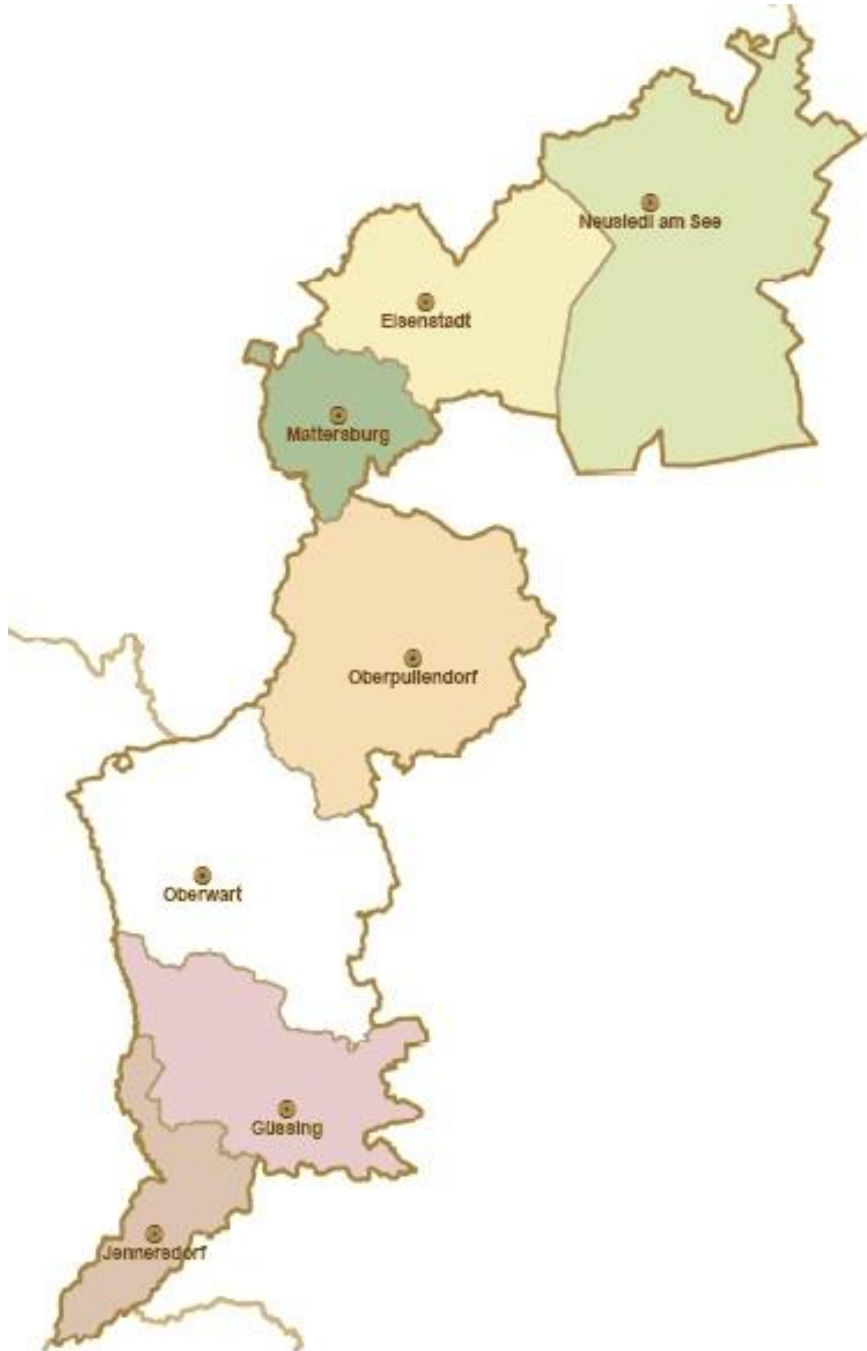 Neusiedl am See
Eisenstadt
Mattersburg
Oberpullendorf
Oberwart
Güssing
Jennersdorf